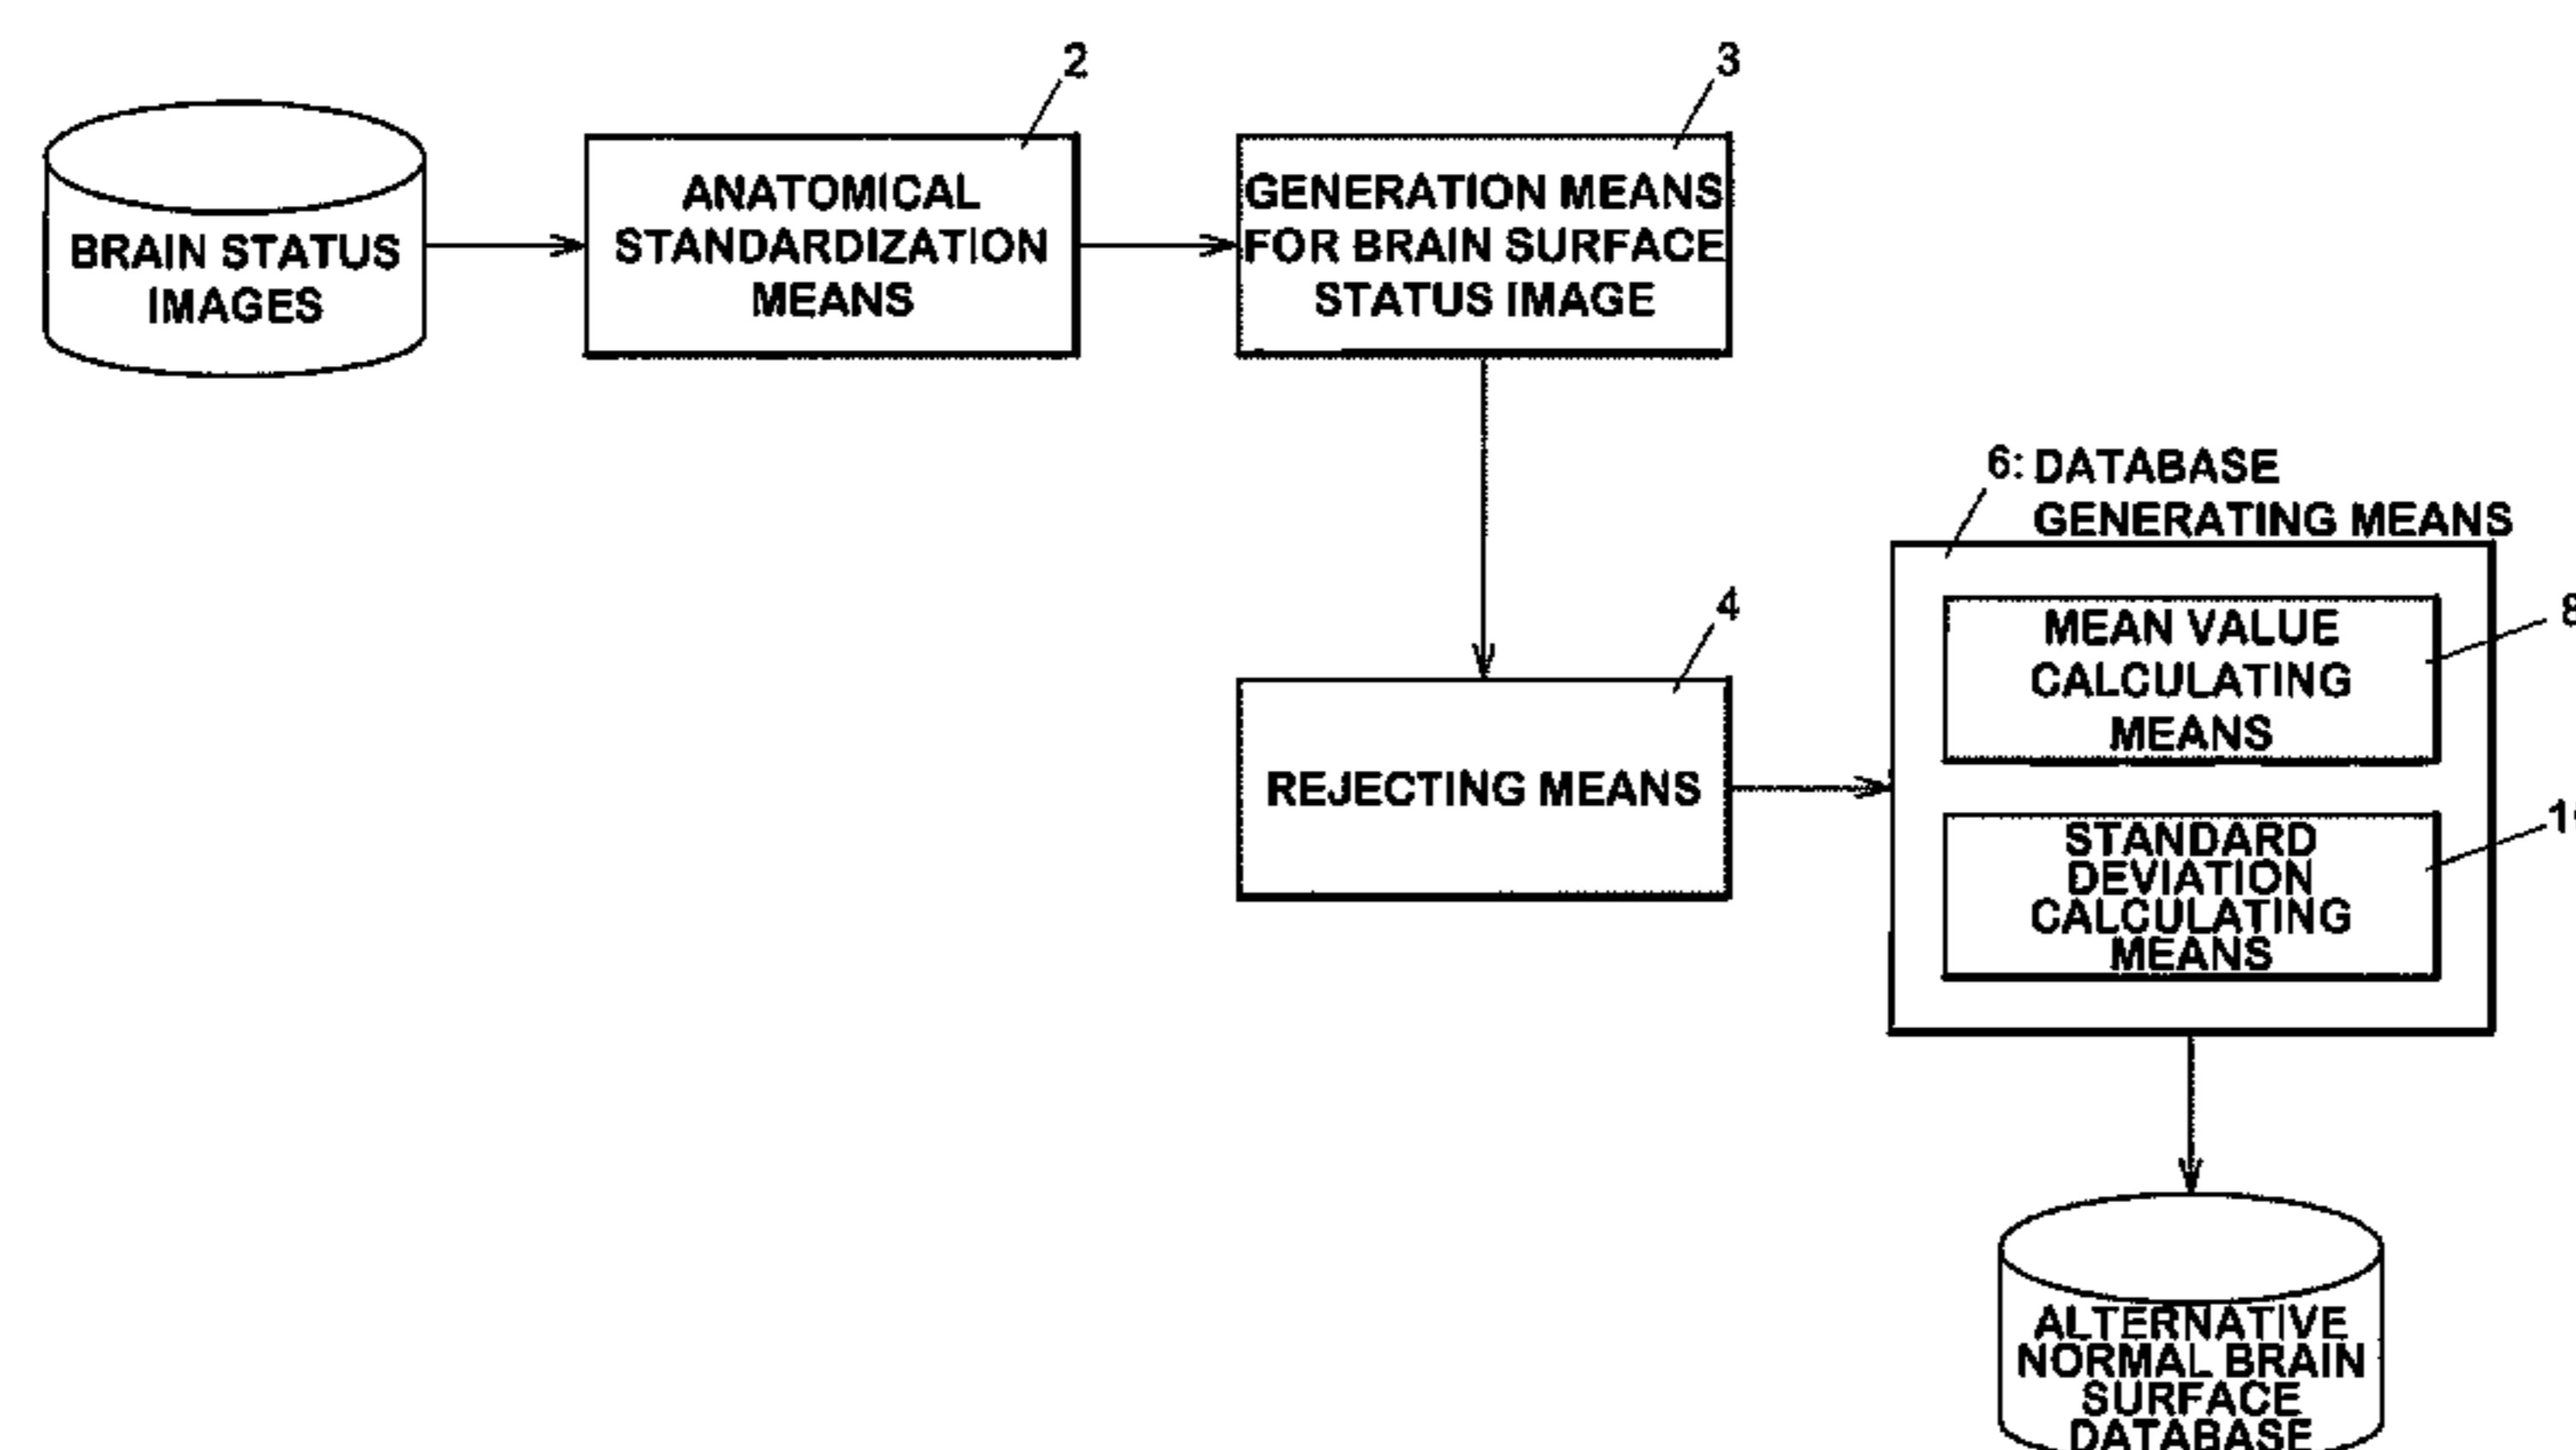 2
3
BRAIN STATUS
IMAGES
ANATOMICAL
STANDARDIZATION
MEANS
GENERATION MEANS
FOR BRAIN SURFACE
STATUS IMAGE
6: DATABASE
GENERATING MEANS
4
REJECTING MEANS
8
MEAN VALUE
CALCULATING
MEANS
STANDARD
DEVIATION
CALCULATING
MEANS
ALTERNATIVE
NORMAL BRAIN
SURFACE
DATABASE